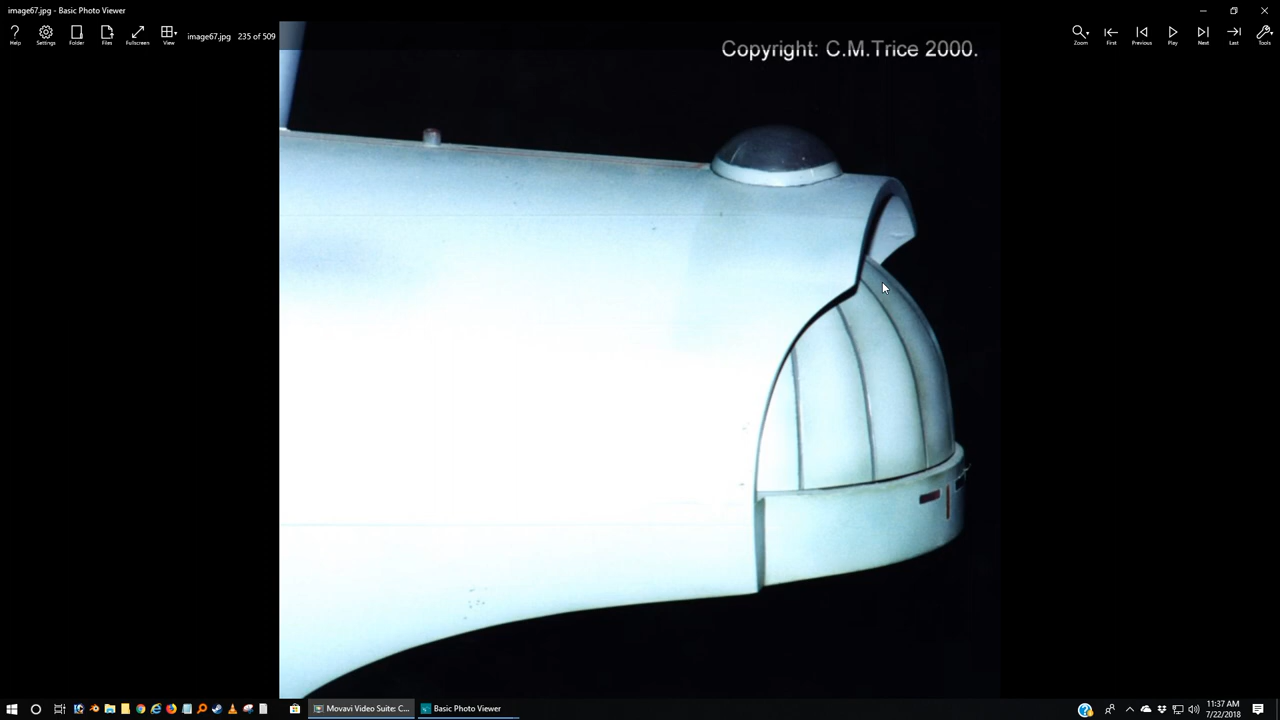 image67.jpg - Basic Photo Viewer
Help
Settings
Folder
Files
Fullscreen
View
image67.jpg
235 of 509
Zoom
First
Previous
Play
Next
Last
Tools
Copyright: C.M.Trice 2000.
Movavi Video Suite: C...
Basic Photo Viewer
11:37 AM
7/22/2018